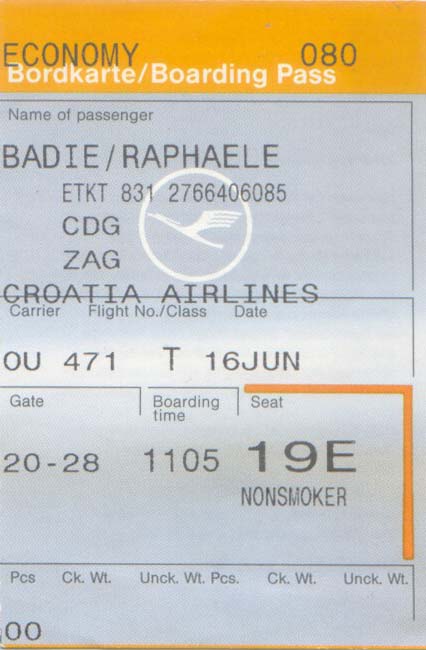 ECONOMY 080
Bordkarte/Boarding Pass
Name of passenger
BADIE/RAPHAELE
ETKT 831 2766406085
CDG
ZAG
CROATIA AIRLINES
Carrier Flight No./Class Date
OU 471 T 16JUN
Gate Boarding time Seat
20-28 1105 19E
NONSMOKER
Pcs Ck. Wt. Unck. Wt. Pcs. Ck. Wt. Unck. Wt.
00